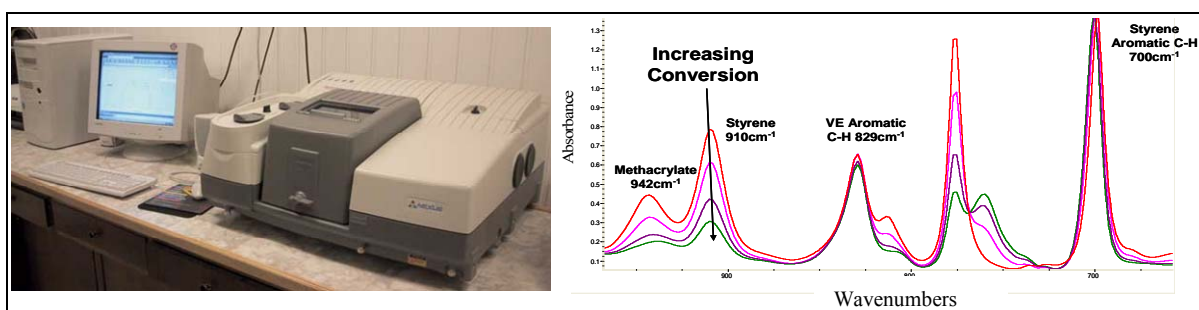 NEXUS
Absorbance
1.3
1.2
1.1
1.0
0.9
0.8
0.7
0.6
0.5
0.4
0.3
0.2
0.1
Increasing
Conversion
Methacrylate
942cm⁻¹
Styrene
910cm⁻¹
VE Aromatic
C-H 829cm⁻¹
Styrene
Aromatic C-H
700cm⁻¹
900
800
700
Wavenumbers